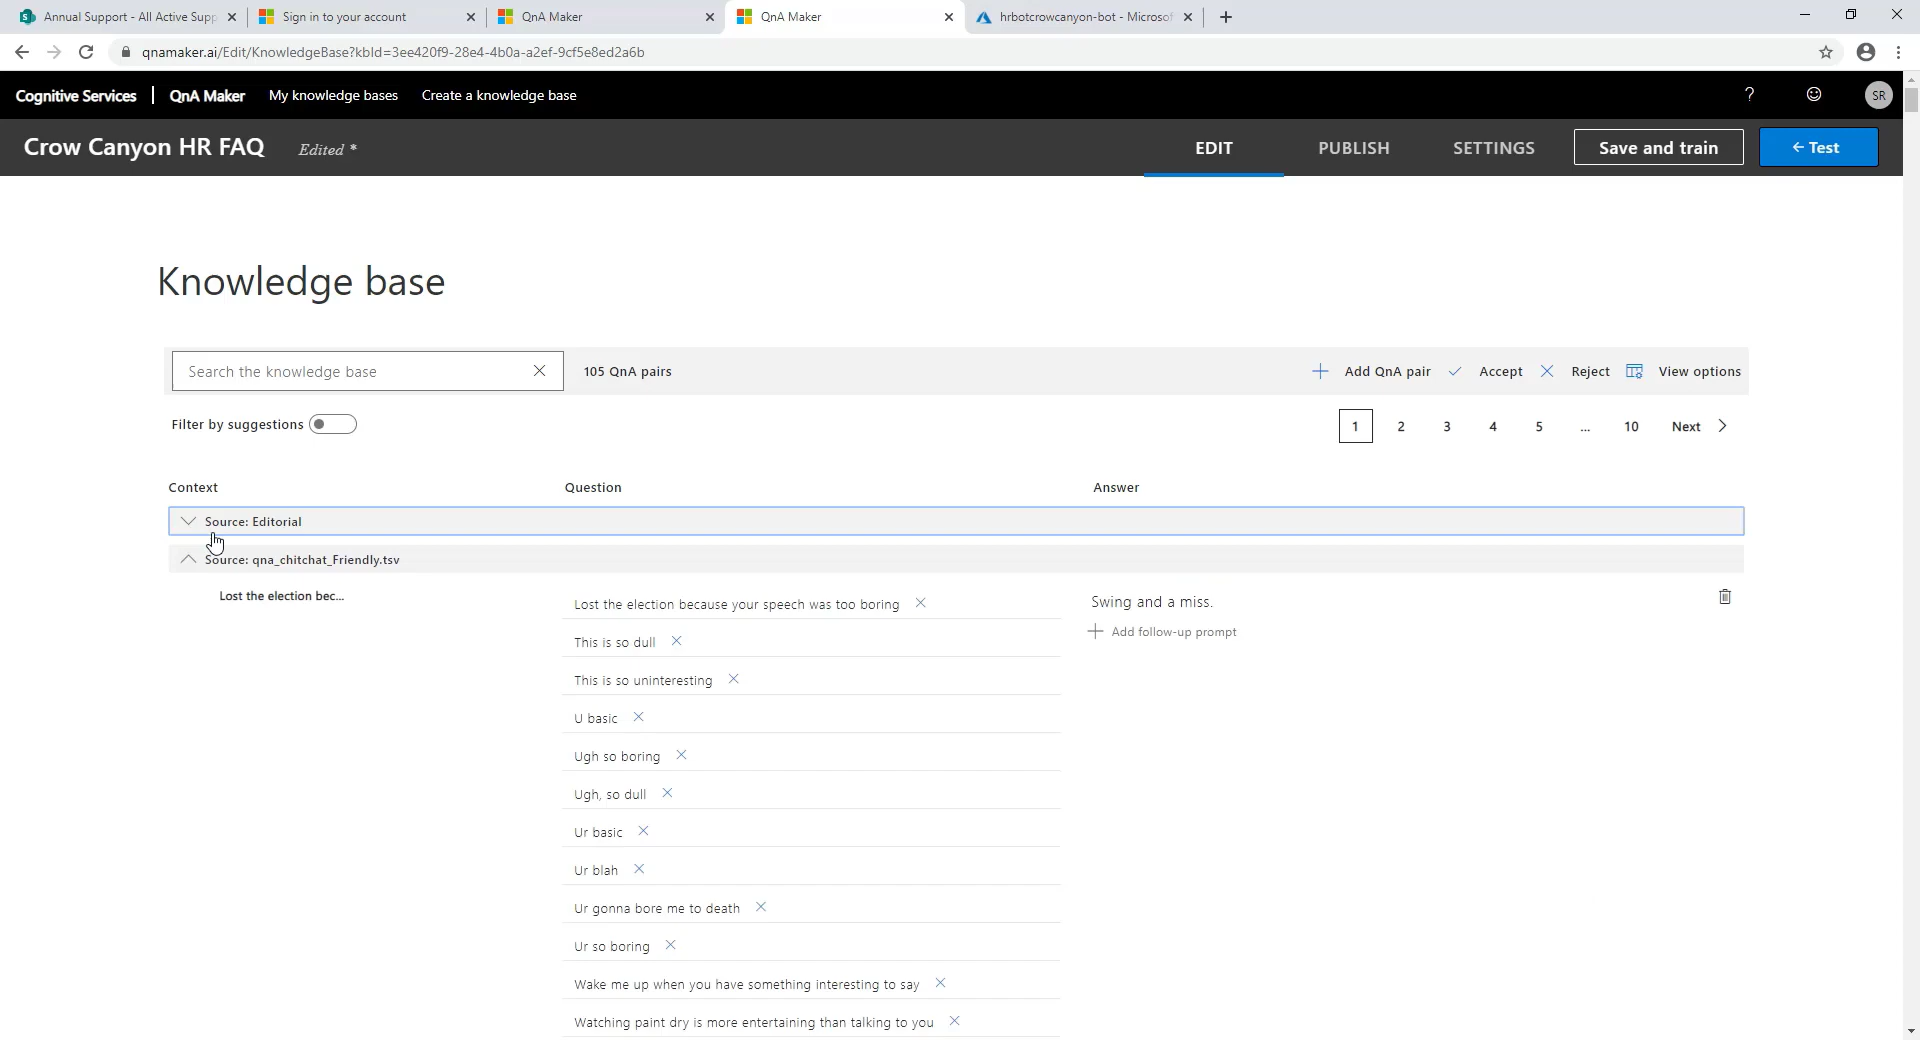 Annual Support - All Active Supp
Sign in to your account
QnA Maker
QnA Maker
hrbotcrowcanyon-bot - Microsof
qnamaker.ai/Edit/KnowledgeBase?kbId=3ee420f9-28e4-4b0a-a2ef-9cf5e8ed2a6b
Cognitive Services | QnA Maker My knowledge bases Create a knowledge base ? SR
Crow Canyon HR FAQ Edited * EDIT PUBLISH SETTINGS Save and train ← Test
Knowledge base
Search the knowledge base 105 QnA pairs Add QnA pair Accept Reject View options
Filter by suggestions 1 2 3 4 5 ... 10 Next
Context Question Answer
Source: Editorial
Source: qna_chitchat_Friendly.tsv
Lost the election bec... Lost the election because your speech was too boring Swing and a miss.
Add follow-up prompt
This is so dull
This is so uninteresting
U basic
Ugh so boring
Ugh, so dull
Ur basic
Ur blah
Ur gonna bore me to death
Ur so boring
Wake me up when you have something interesting to say
Watching paint dry is more entertaining than talking to you